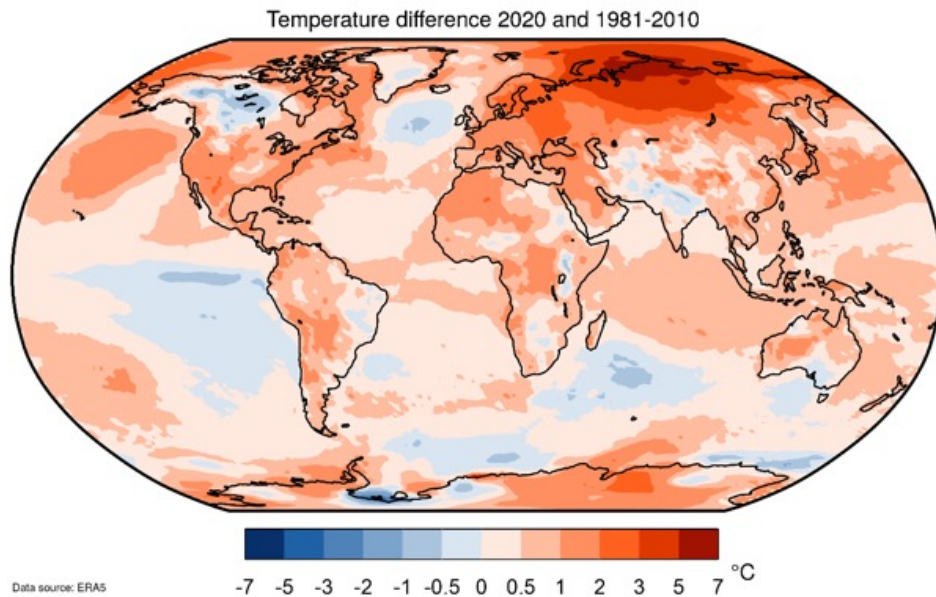 Temperature difference 2020 and 1981-2010
-7 -5 -3 -2 -1 -0.5 0 0.5 1 2 3 5 7 °C
Data source: ERA5